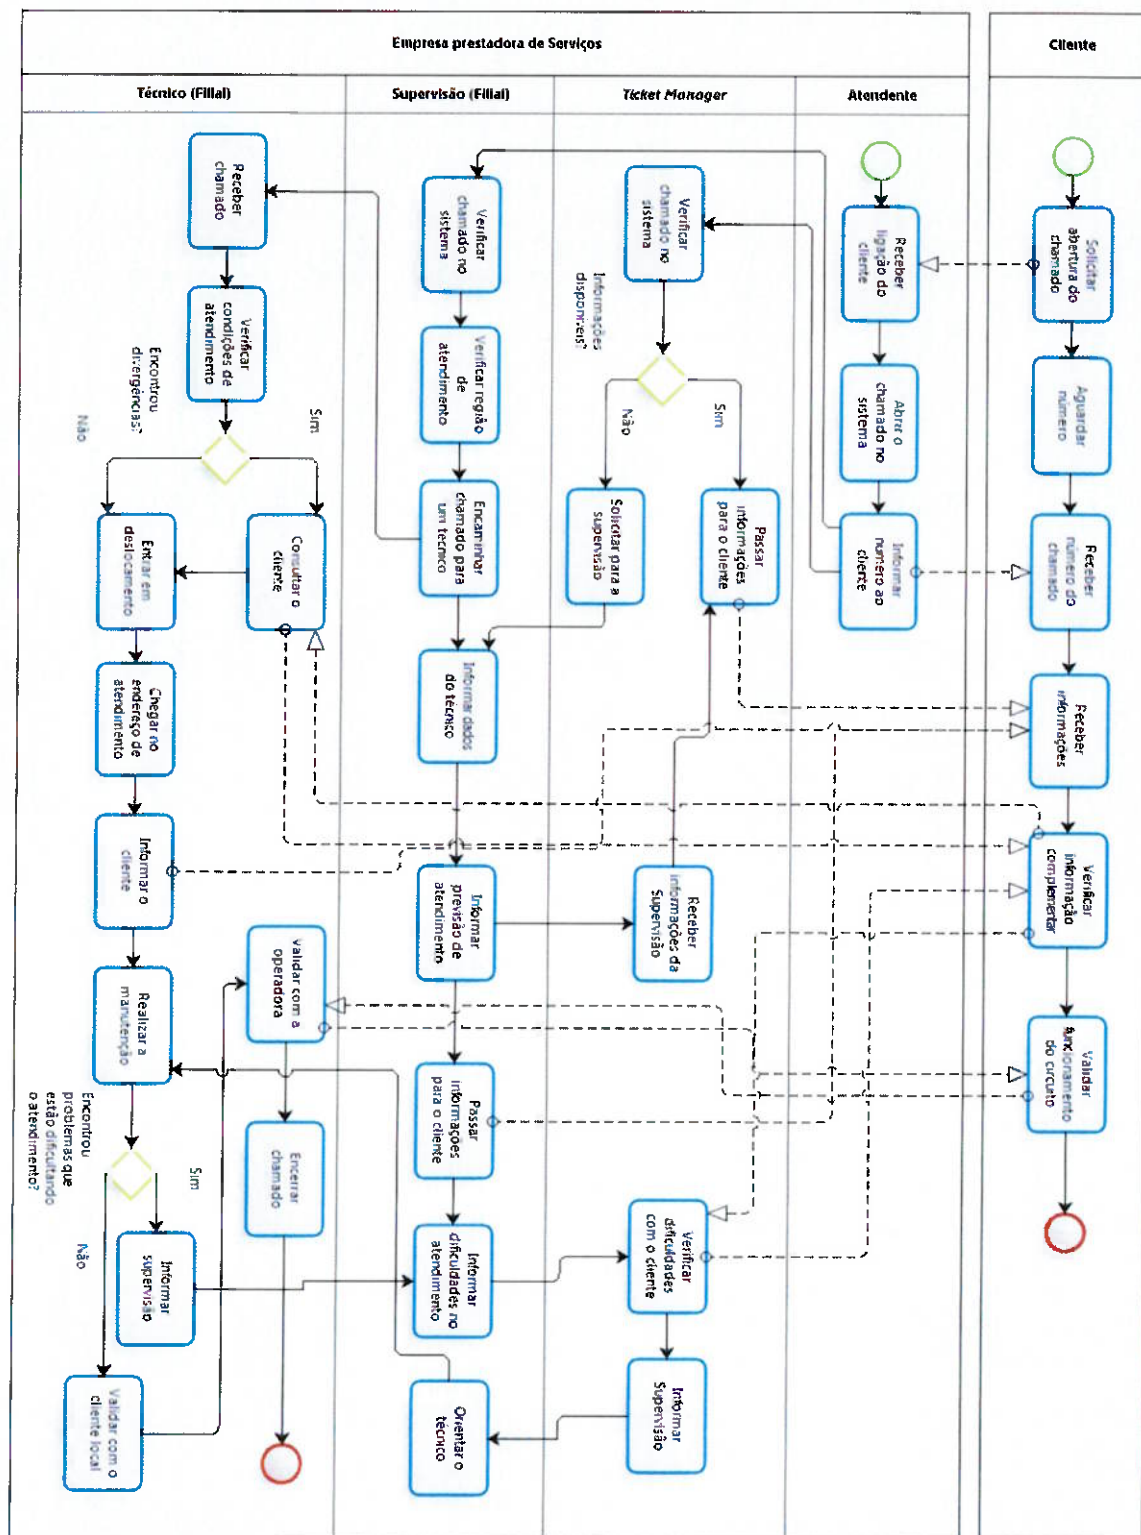 Empresa prestadora de Serviços
Cliente
Técnico (Filial)
Supervisão (Filial)
Ticket Manager
Atendente
Solicitar
abertura do
chamado
Aguardar
número
Receber
número do
chamado
Receber
informações
Verificar
informação
complementar
Validar
funcionamento
do circuito
Receber
ligação do
cliente
Abrir o
chamado no
sistema
Informar
número ao
cliente
Verificar
chamado no
sistema
Informações
disponíveis?
Sim
Não
Passar
informações
para o cliente
Solicitar para a
supervisão
Receber
informações da
Supervisão
Verificar
dificuldades
com o cliente
Informar
Supervisão
Verificar
chamado no
sistema
Verificar região
de
atendimento
Encaminhar
chamado para
um técnico
Informar dados
do técnico
Informar
previsão de
atendimento
Passar
informações
para o cliente
Informar
dificuldades no
atendimento
Orientar o
técnico
Receber
chamado
Verificar
condições de
atendimento
Encontrou
divergências?
Sim
Não
Consultar o
cliente
Entrar em
deslocamento
Chegar no
endereço de
atendimento
Informar o
cliente
Realizar a
manutenção
Encontrou
problemas que
estão dificultando
o atendimento?
Sim
Não
Informar
supervisão
Validar com o
cliente local
Validar com a
operadora
Encerrar
chamado